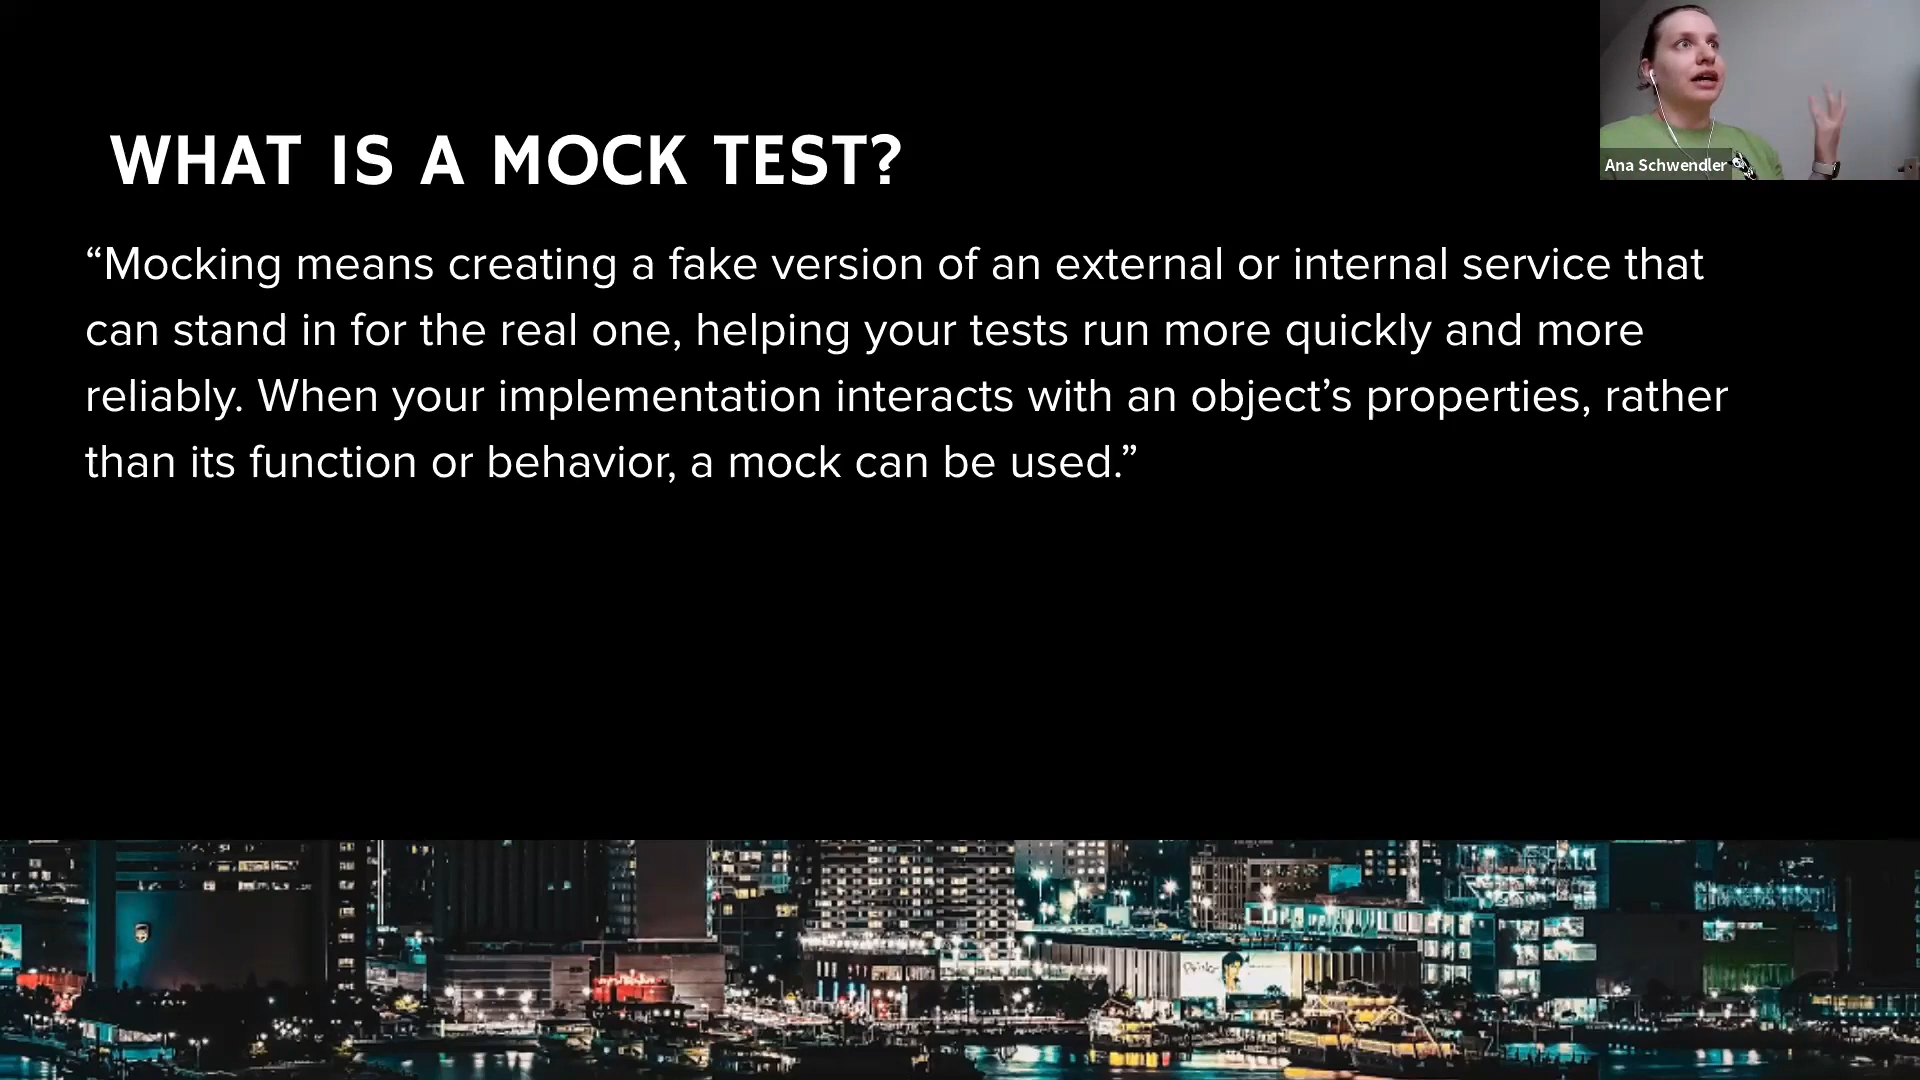 WHAT IS A MOCK TEST?
Ana Schwendler
“Mocking means creating a fake version of an external or internal service that
can stand in for the real one, helping your tests run more quickly and more
reliably. When your implementation interacts with an object’s properties, rather
than its function or behavior, a mock can be used.”